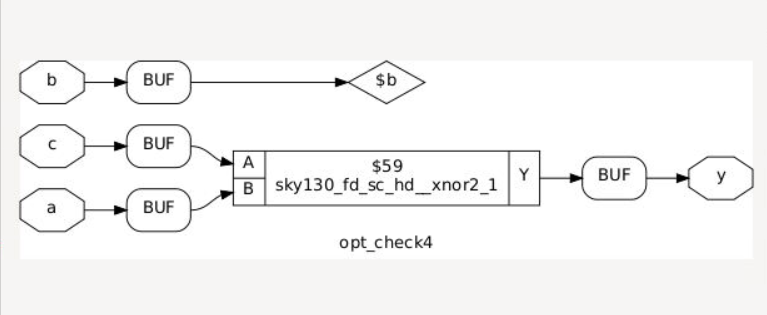 b BUF $b
c BUF
A $59
B sky130_fd_sc_hd__xnor2_1 Y BUF y
a BUF
opt_check4